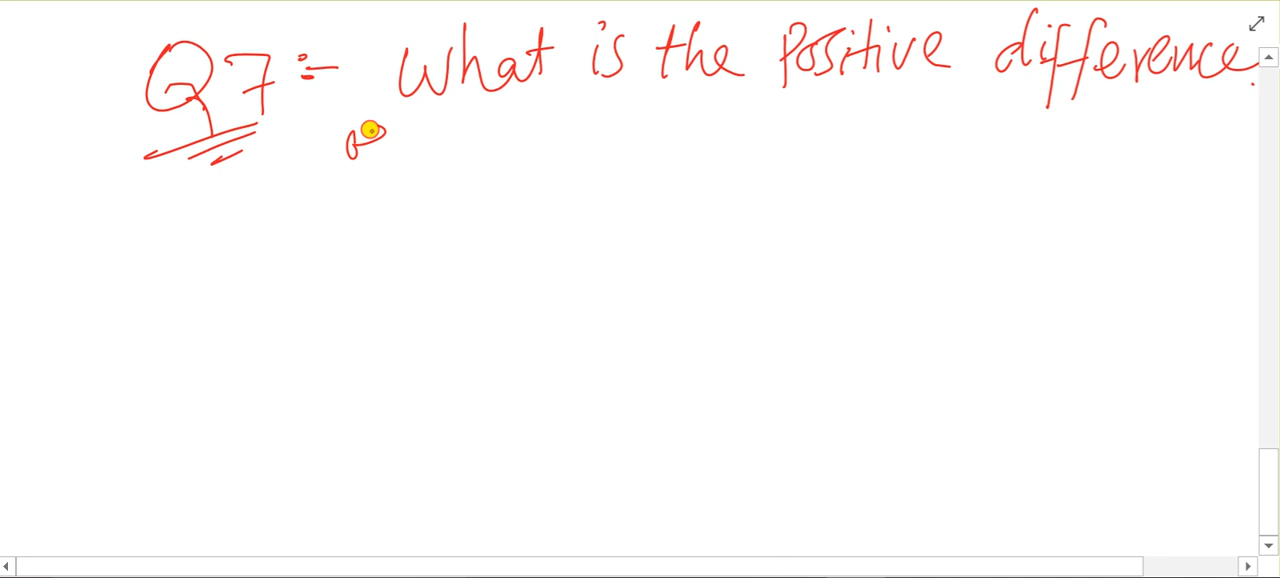 Q7:- What is the Positive difference